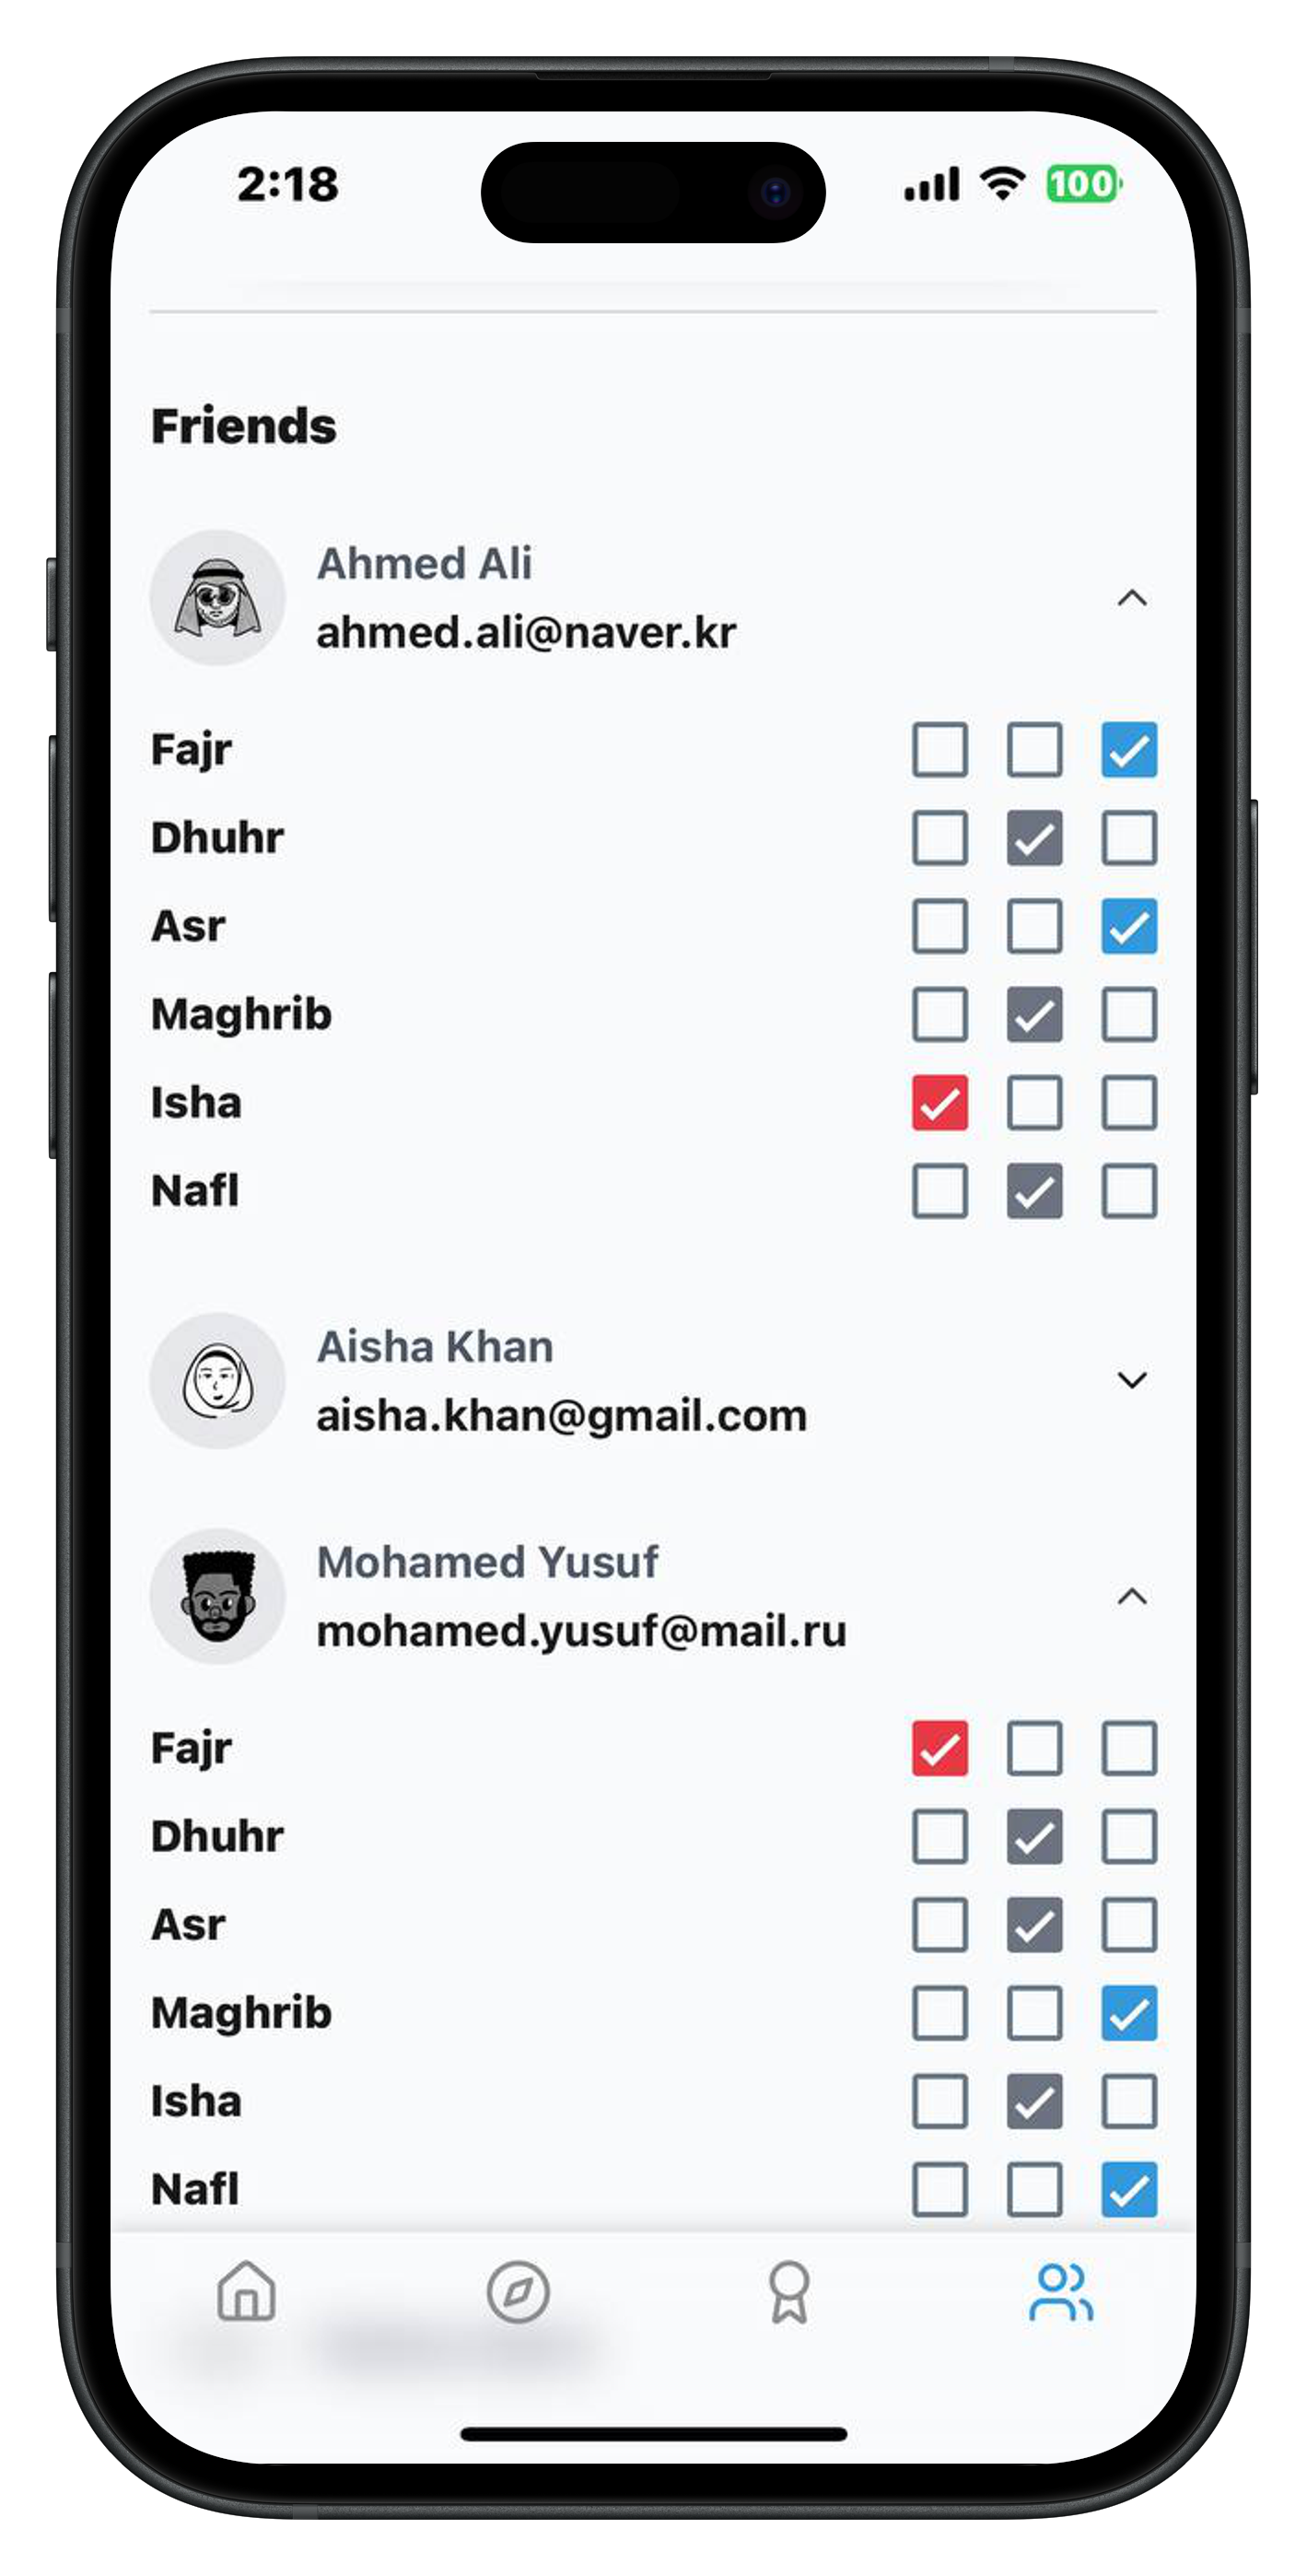 2:18
100
Friends
Ahmed Ali
ahmed.ali@naver.kr
Fajr
Dhuhr
Asr
Maghrib
Isha
Nafl
Aisha Khan
aisha.khan@gmail.com
Mohamed Yusuf
mohamed.yusuf@mail.ru
Fajr
Dhuhr
Asr
Maghrib
Isha
Nafl